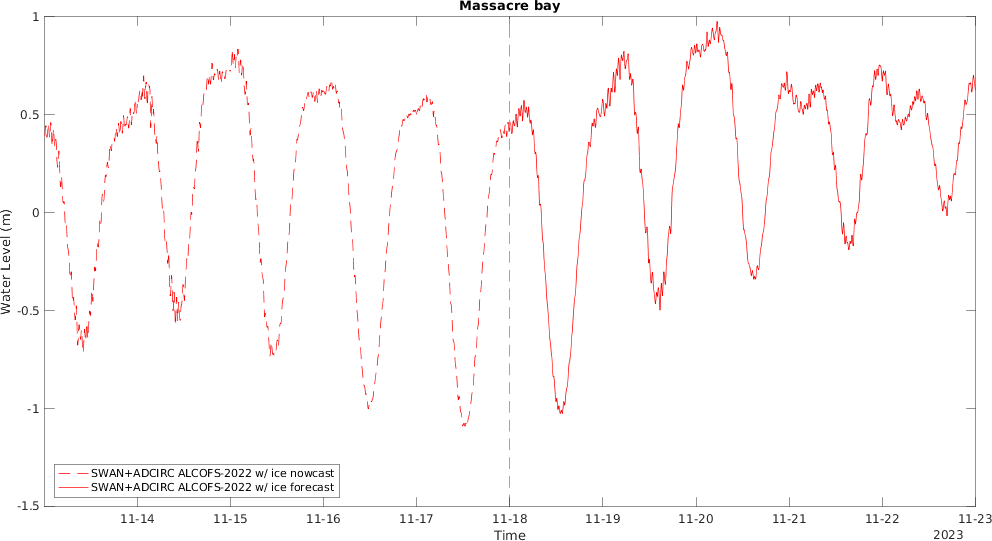 Massacre bay
1
0.5
0
-0.5
-1
-1.5
Water Level (m)
SWAN+ADCIRC ALCOFS-2022 w/ ice nowcast
SWAN+ADCIRC ALCOFS-2022 w/ ice forecast
11-14 11-15 11-16 11-17 11-18 11-19 11-20 11-21 11-22 11-23
Time
2023